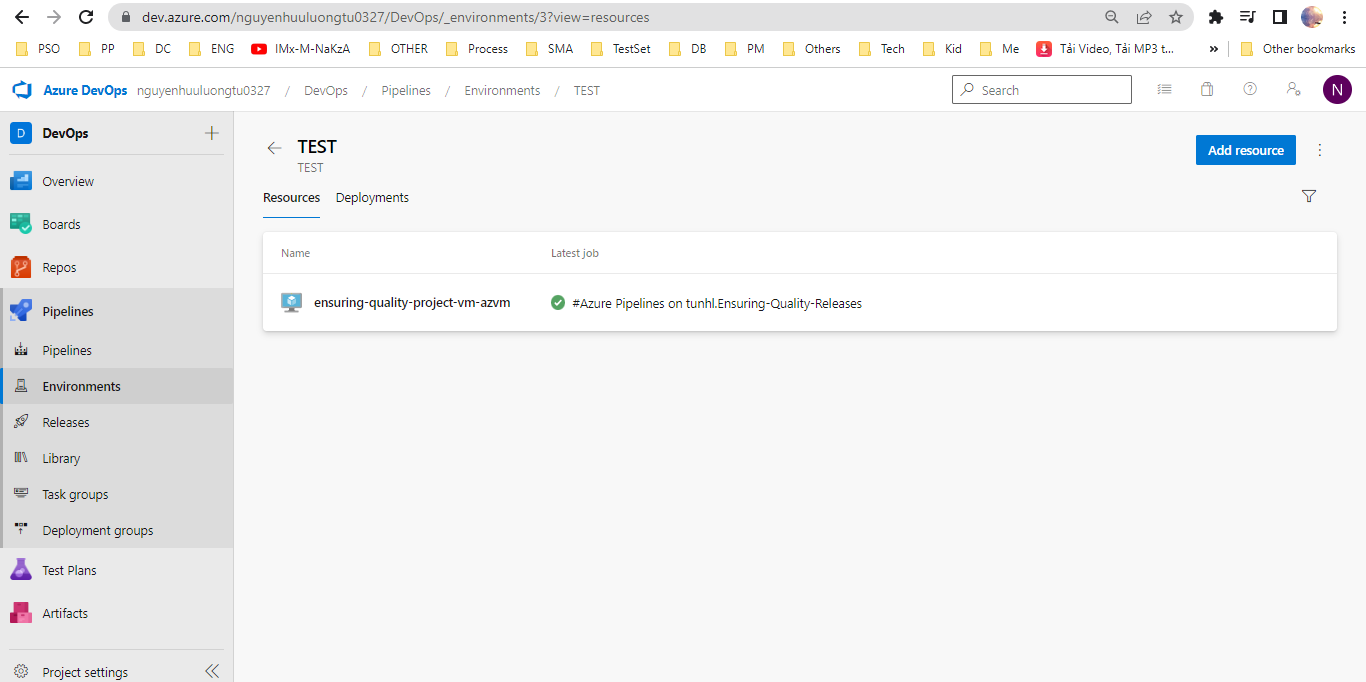 dev.azure.com/nguyenhuuluongtu0327/DevOps/_environments/3?view=resources
PSO PP DC ENG IMx-M-NaKzA OTHER Process SMA TestSet DB PM Others Tech Kid Me Tải Video, Tải MP3 t... » Other bookmarks
Azure DevOps nguyenhuuluongtu0327 / DevOps / Pipelines / Environments / TEST Search N
D DevOps
Overview
Boards
Repos
Pipelines
Pipelines
Environments
Releases
Library
Task groups
Deployment groups
Test Plans
Artifacts
Project settings
TEST
TEST
Add resource
Resources Deployments
Name Latest job
ensuring-quality-project-vm-azvm #Azure Pipelines on tunhl.Ensuring-Quality-Releases